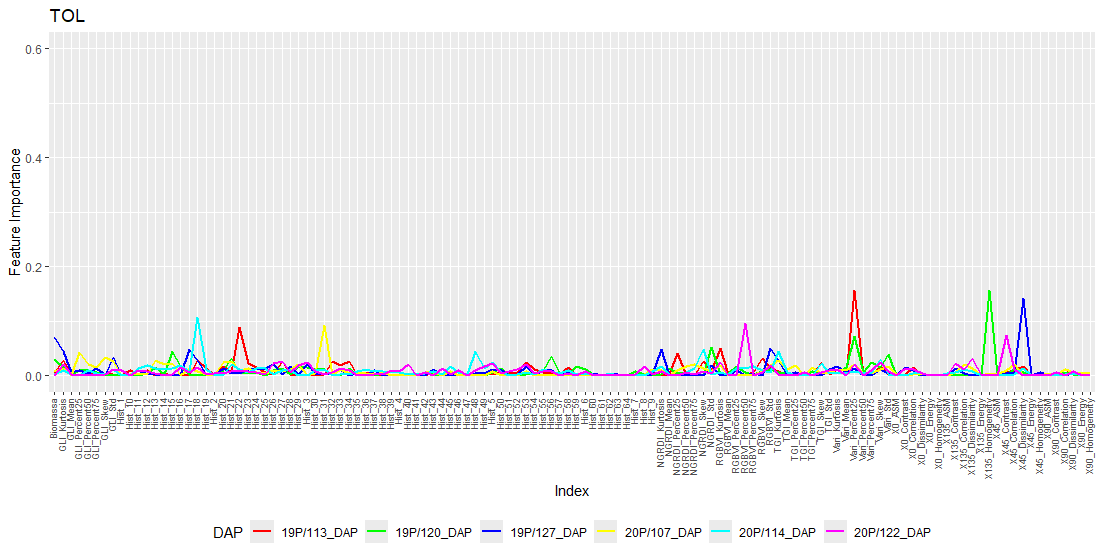 TOL
0.6
0.4
0.2
0.0
Feature Importance
Biomassa
GLI_Kurtosis
GLI_Mean
GLI_Percent25
GLI_Percent50
GLI_Percent75
GLI_Skew
GLI_Std
Hist_1
Hist_10
Hist_11
Hist_12
Hist_13
Hist_14
Hist_15
Hist_16
Hist_17
Hist_18
Hist_19
Hist_2
Hist_20
Hist_21
Hist_22
Hist_23
Hist_24
Hist_25
Hist_26
Hist_27
Hist_28
Hist_29
Hist_3
Hist_30
Hist_31
Hist_32
Hist_33
Hist_34
Hist_35
Hist_36
Hist_37
Hist_38
Hist_39
Hist_4
Hist_40
Hist_41
Hist_42
Hist_43
Hist_44
Hist_45
Hist_46
Hist_47
Hist_48
Hist_49
Hist_5
Hist_50
Hist_51
Hist_52
Hist_53
Hist_54
Hist_55
Hist_56
Hist_57
Hist_58
Hist_59
Hist_6
Hist_60
Hist_61
Hist_62
Hist_63
Hist_64
Hist_7
Hist_8
Hist_9
NGRDI_Kurtosis
NGRDI_Mean
NGRDI_Percent25
NGRDI_Percent50
NGRDI_Percent75
NGRDI_Skew
NGRDI_Std
RGBVI_Kurtosis
RGBVI_Mean
RGBVI_Percent25
RGBVI_Percent50
RGBVI_Percent75
RGBVI_Skew
RGBVI_Std
TGI_Kurtosis
TGI_Mean
TGI_Percent25
TGI_Percent50
TGI_Percent75
TGI_Skew
TGI_Std
Vari_Kurtosis
Vari_Mean
Vari_Percent25
Vari_Percent50
Vari_Percent75
Vari_Skew
Vari_Std
X0_ASM
X0_Contrast
X0_Correlation
X0_Dissimilarity
X0_Energy
X0_Homogeneity
X135_ASM
X135_Contrast
X135_Correlation
X135_Dissimilarity
X135_Energy
X135_Homogeneity
X45_ASM
X45_Contrast
X45_Correlation
X45_Dissimilarity
X45_Energy
X45_Homogeneity
X90_ASM
X90_Contrast
X90_Correlation
X90_Dissimilarity
X90_Energy
X90_Homogeneity
Index
DAP 19P/113_DAP 19P/120_DAP 19P/127_DAP 20P/107_DAP 20P/114_DAP 20P/122_DAP